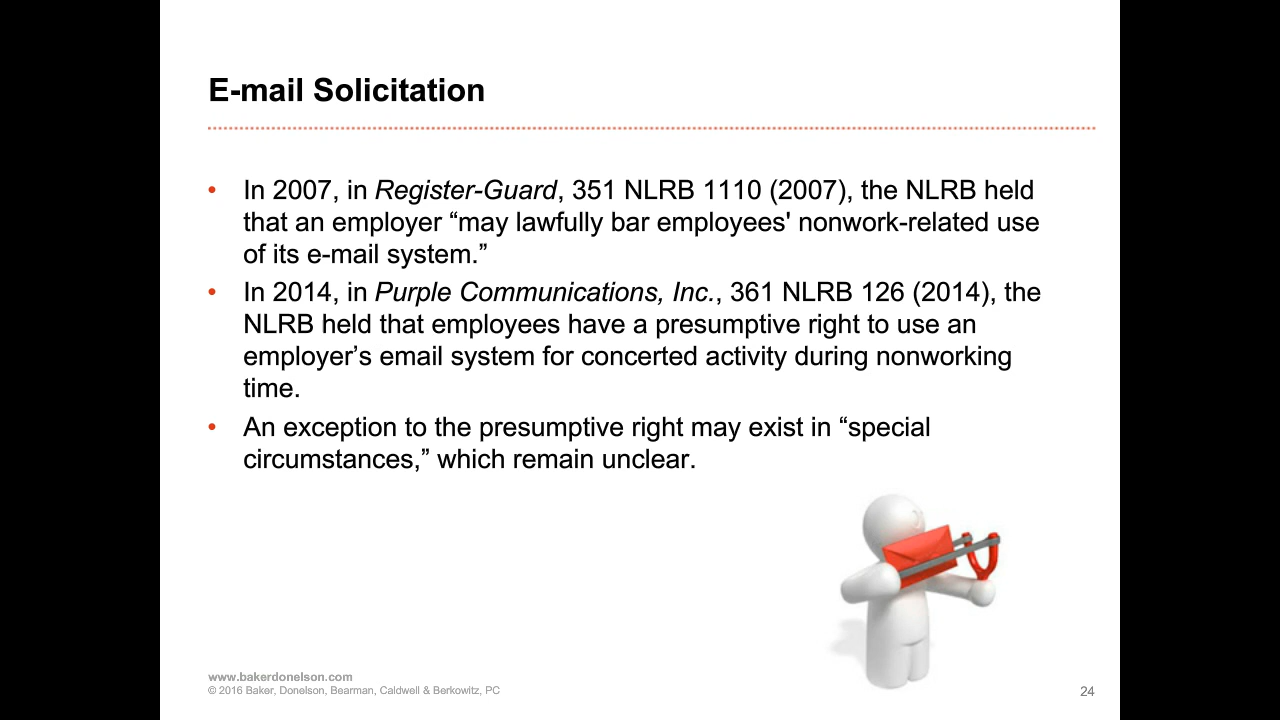 E-mail Solicitation
• In 2007, in Register-Guard, 351 NLRB 1110 (2007), the NLRB held
that an employer “may lawfully bar employees' nonwork-related use
of its e-mail system.”
• In 2014, in Purple Communications, Inc., 361 NLRB 126 (2014), the
NLRB held that employees have a presumptive right to use an
employer’s email system for concerted activity during nonworking
time.
• An exception to the presumptive right may exist in “special
circumstances,” which remain unclear.
www.bakerdonelson.com
© 2016 Baker, Donelson, Bearman, Caldwell & Berkowitz, PC
24